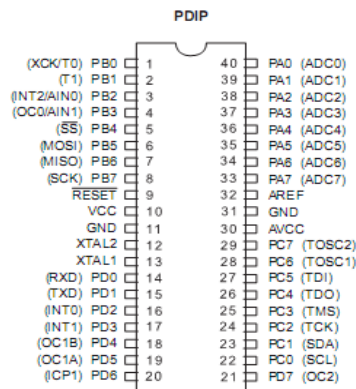 PDIP
(XCK/T0) PB0 1 40 PA0 (ADC0)
(T1) PB1 2 39 PA1 (ADC1)
(INT2/AIN0) PB2 3 38 PA2 (ADC2)
(OC0/AIN1) PB3 4 37 PA3 (ADC3)
(SS) PB4 5 36 PA4 (ADC4)
(MOSI) PB5 6 35 PA5 (ADC5)
(MISO) PB6 7 34 PA6 (ADC6)
(SCK) PB7 8 33 PA7 (ADC7)
RESET 9 32 AREF
VCC 10 31 GND
GND 11 30 AVCC
XTAL2 12 29 PC7 (TOSC2)
XTAL1 13 28 PC6 (TOSC1)
(RXD) PD0 14 27 PC5 (TDI)
(TXD) PD1 15 26 PC4 (TDO)
(INT0) PD2 16 25 PC3 (TMS)
(INT1) PD3 17 24 PC2 (TCK)
(OC1B) PD4 18 23 PC1 (SDA)
(OC1A) PD5 19 22 PC0 (SCL)
(ICP1) PD6 20 21 PD7 (OC2)